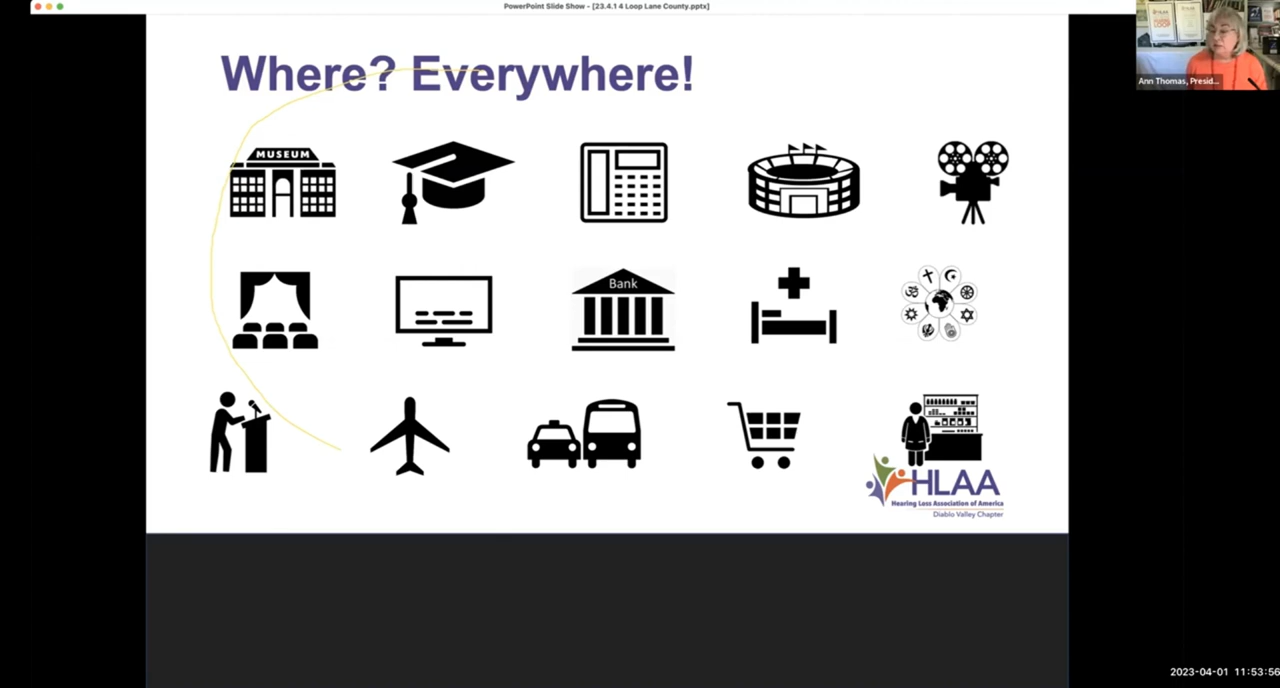 PowerPoint Slide Show - [23.4.1 4 Loop Lane County.pptx]
Where? Everywhere!
Ann Thomas, Presid...
MUSEUM
Bank
HLAA
Hearing Loss Association of America
Diablo Valley Chapter
2023-04-01 11:53:56